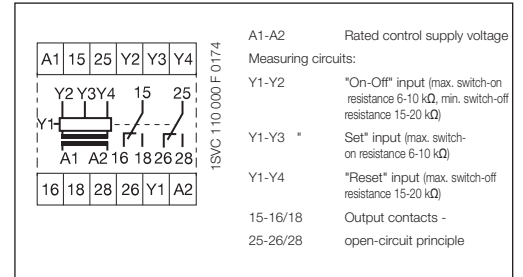 A1 15 25 Y2 Y3 Y4
Y2 Y3Y4 15 25
Y1
A1 A2 16 18 26 28
16 18 28 26 Y1 A2
1SVC 110 000 F 0174
A1-A2 Rated control supply voltage
Measuring circuits:
Y1-Y2 "On-Off" input (max. switch-on
resistance 6-10 kΩ, min. switch-off
resistance 15-20 kΩ)
Y1-Y3 " Set" input (max. switch-
on resistance 6-10 kΩ)
Y1-Y4 "Reset" input (max. switch-off
resistance 15-20 kΩ)
15-16/18 Output contacts -
25-26/28 open-circuit principle